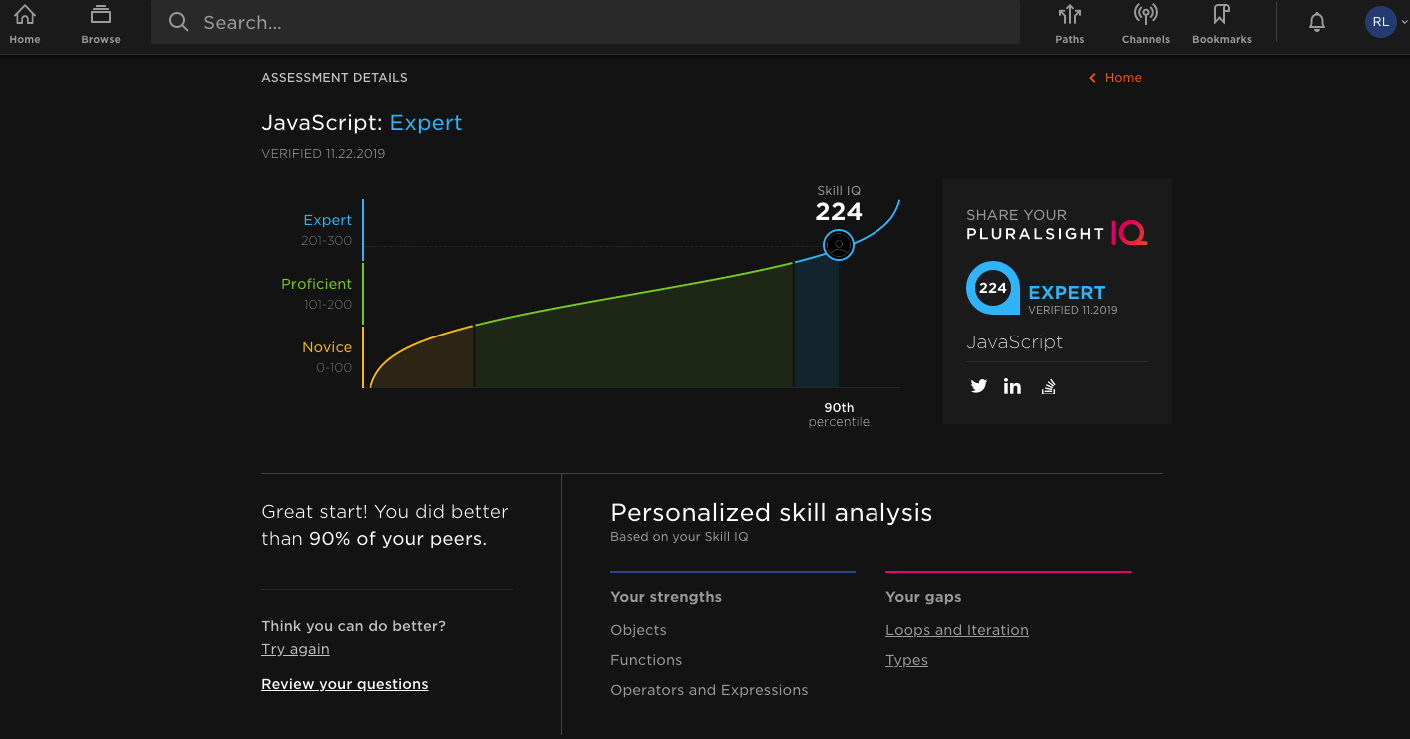 Home
Browse
Search...
Paths
Channels
Bookmarks
RL
ASSESSMENT DETAILS
Home
JavaScript: Expert
VERIFIED 11.22.2019
Skill IQ
224
Expert
201-300
Proficient
101-200
Novice
0-100
90th
percentile
SHARE YOUR
PLURALSIGHT IQ
224
EXPERT
VERIFIED 11.2019
JavaScript
in
Great start! You did better
than 90% of your peers.
Think you can do better?
Try again
Review your questions
Personalized skill analysis
Based on your Skill IQ
Your strengths
Objects
Functions
Operators and Expressions
Your gaps
Loops and Iteration
Types